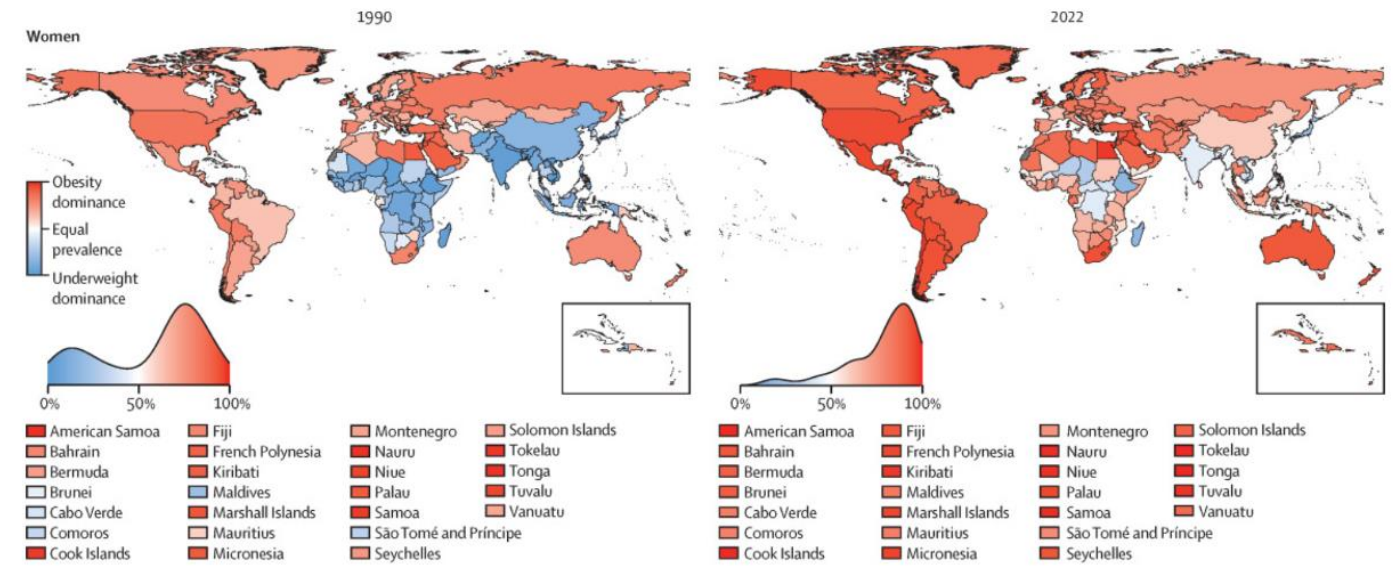 1990
2022
Women
Obesity
dominance
Equal
prevalence
Underweight
dominance
0%
50%
100%
0%
50%
100%
American Samoa
Bahrain
Bermuda
Brunei
Cabo Verde
Comoros
Cook Islands
Fiji
French Polynesia
Kiribati
Maldives
Marshall Islands
Mauritius
Micronesia
Montenegro
Nauru
Niue
Palau
Samoa
São Tomé and Príncipe
Seychelles
Solomon Islands
Tokelau
Tonga
Tuvalu
Vanuatu
American Samoa
Bahrain
Bermuda
Brunei
Cabo Verde
Comoros
Cook Islands
Fiji
French Polynesia
Kiribati
Maldives
Marshall Islands
Mauritius
Micronesia
Montenegro
Nauru
Niue
Palau
Samoa
São Tomé and Príncipe
Seychelles
Solomon Islands
Tokelau
Tonga
Tuvalu
Vanuatu